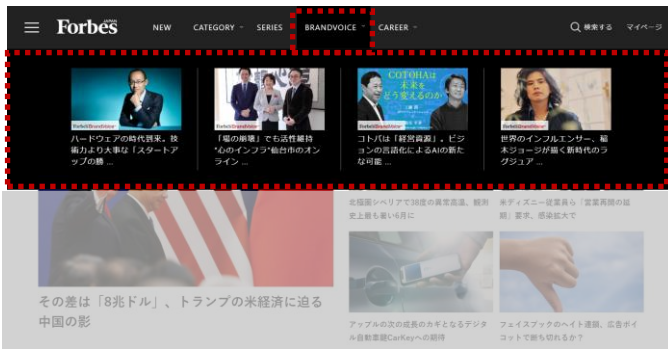 Forbes JAPAN
NEW
CATEGORY
SERIES
BRANDVOICE
CAREER
検索する
マイページ
COTOHAは
未来を
どう変えるのか
Forbes BrandVoice
Forbes BrandVoice
Forbes BrandVoice
Forbes BrandVoice
ハードウェアの時代到来。技
術力より大事な「スタートア
ップの勝 ...
「場の崩壊」でも活性維持
"心のインフラ"仙台市のオン
ライン ...
コトバは「経営資源」。ビジ
ョンの言語化によるAIの新た
な可能 ...
世界のインフルエンサー、稲
木ジョージが描く新時代のラ
グジュア ...
北極圏シベリアで38度の異常高温、観測
史上最も暑い6月に
米ディズニー従業員ら「営業再開の延
期」要求、感染拡大で
その差は「8兆ドル」、トランプの米経済に迫る
中国の影
アップルの次の成長のカギとなるデジタ
ル自動車鍵CarKeyへの期待
フェイスブックのヘイト連鎖、広告ボイ
コットで断ち切れるか？